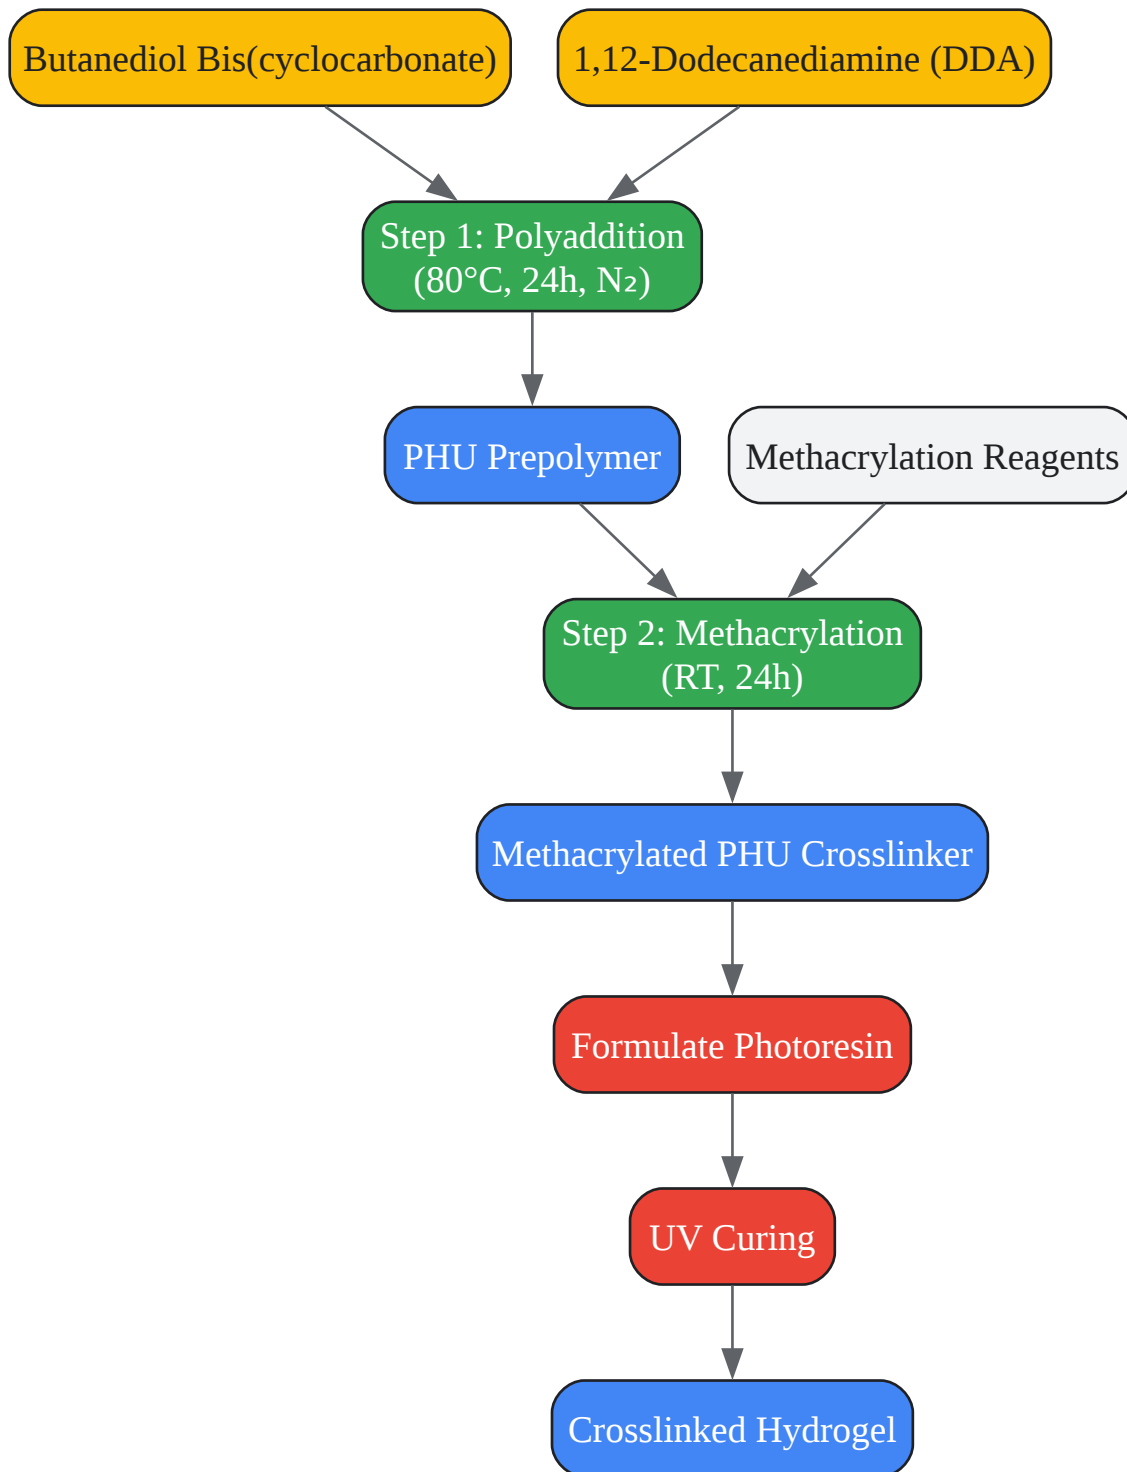 Butanediol Bis(cyclocarbonate)
1,12-Dodecanediamine (DDA)
Step 1: Polyaddition
(80°C, 24h, N₂)
PHU Prepolymer
Methacrylation Reagents
Step 2: Methacrylation
(RT, 24h)
Methacrylated PHU Crosslinker
Formulate Photoresin
UV Curing
Crosslinked Hydrogel